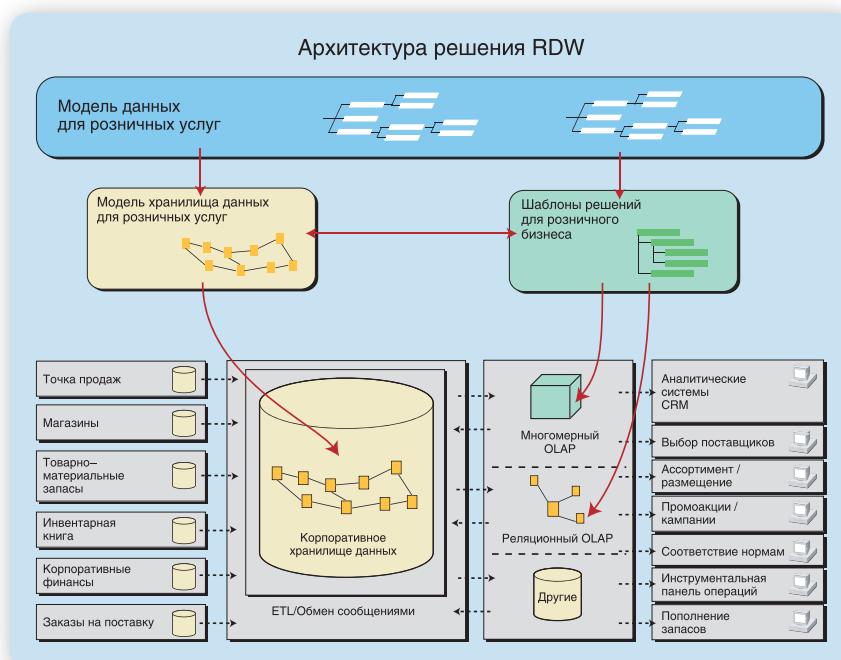 Архитектура решения RDW
Модель данных
для розничных услуг
Модель хранилища данных
для розничных услуг
Шаблоны решений
для розничного
бизнеса
Точка продаж
Магазины
Товарно–
материальные
запасы
Инвентарная
книга
Корпоративные
финансы
Заказы на поставку
Корпоративное
хранилище данных
ETL/Обмен сообщениями
Многомерный
OLAP
Реляционный OLAP
Другие
Аналитические
системы
CRM
Выбор поставщиков
Ассортимент /
размещение
Промоакции /
кампании
Соответствие нормам
Инструментальная
панель операций
Пополнение
запасов